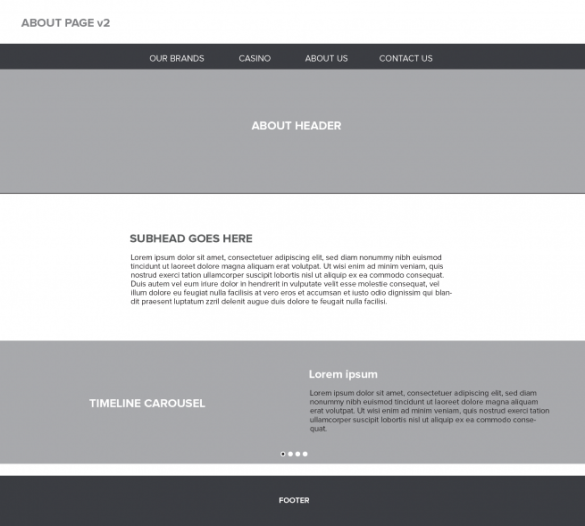 ABOUT PAGE v2
OUR BRANDS CASINO ABOUT US CONTACT US
ABOUT HEADER
SUBHEAD GOES HERE
Lorem ipsum dolor sit amet, consectetuer adipiscing elit, sed diam nonummy nibh euismod
tincidunt ut laoreet dolore magna aliquam erat volutpat. Ut wisi enim ad minim veniam, quis
nostrud exerci tation ullamcorper suscipit lobortis nisl ut aliquip ex ea commodo consequat.
Duis autem vel eum iriure dolor in hendrerit in vulputate velit esse molestie consequat, vel
illum dolore eu feugiat nulla facilisis at vero eros et accumsan et iusto odio dignissim qui blan-
dit praesent luptatum zzril delenit augue duis dolore te feugait nulla facilisi.
TIMELINE CAROUSEL
Lorem ipsum
Lorem ipsum dolor sit amet, consectetuer adipiscing elit, sed diam
nonummy nibh euismod tincidunt ut laoreet dolore magna aliquam
erat volutpat. Ut wisi enim ad minim veniam, quis nostrud exerci tation
ullamcorper suscipit lobortis nisl ut aliquip ex ea commodo conse-
quat.
FOOTER